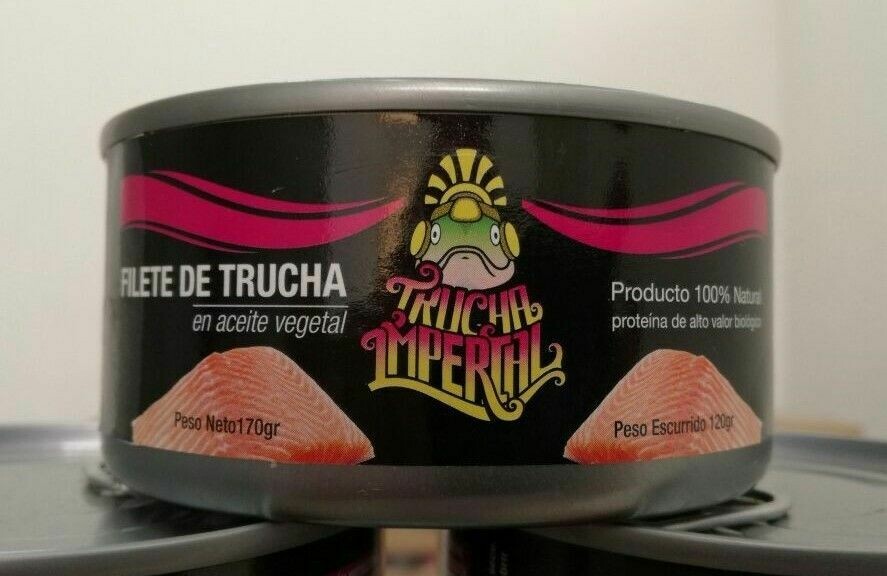 FILETE DE TRUCHA
en aceite vegetal
TRUCHA
IMPERIAL
Producto 100% Natural
proteína de alto valor biológico
Peso Neto170gr
Peso Escurrido 120gr